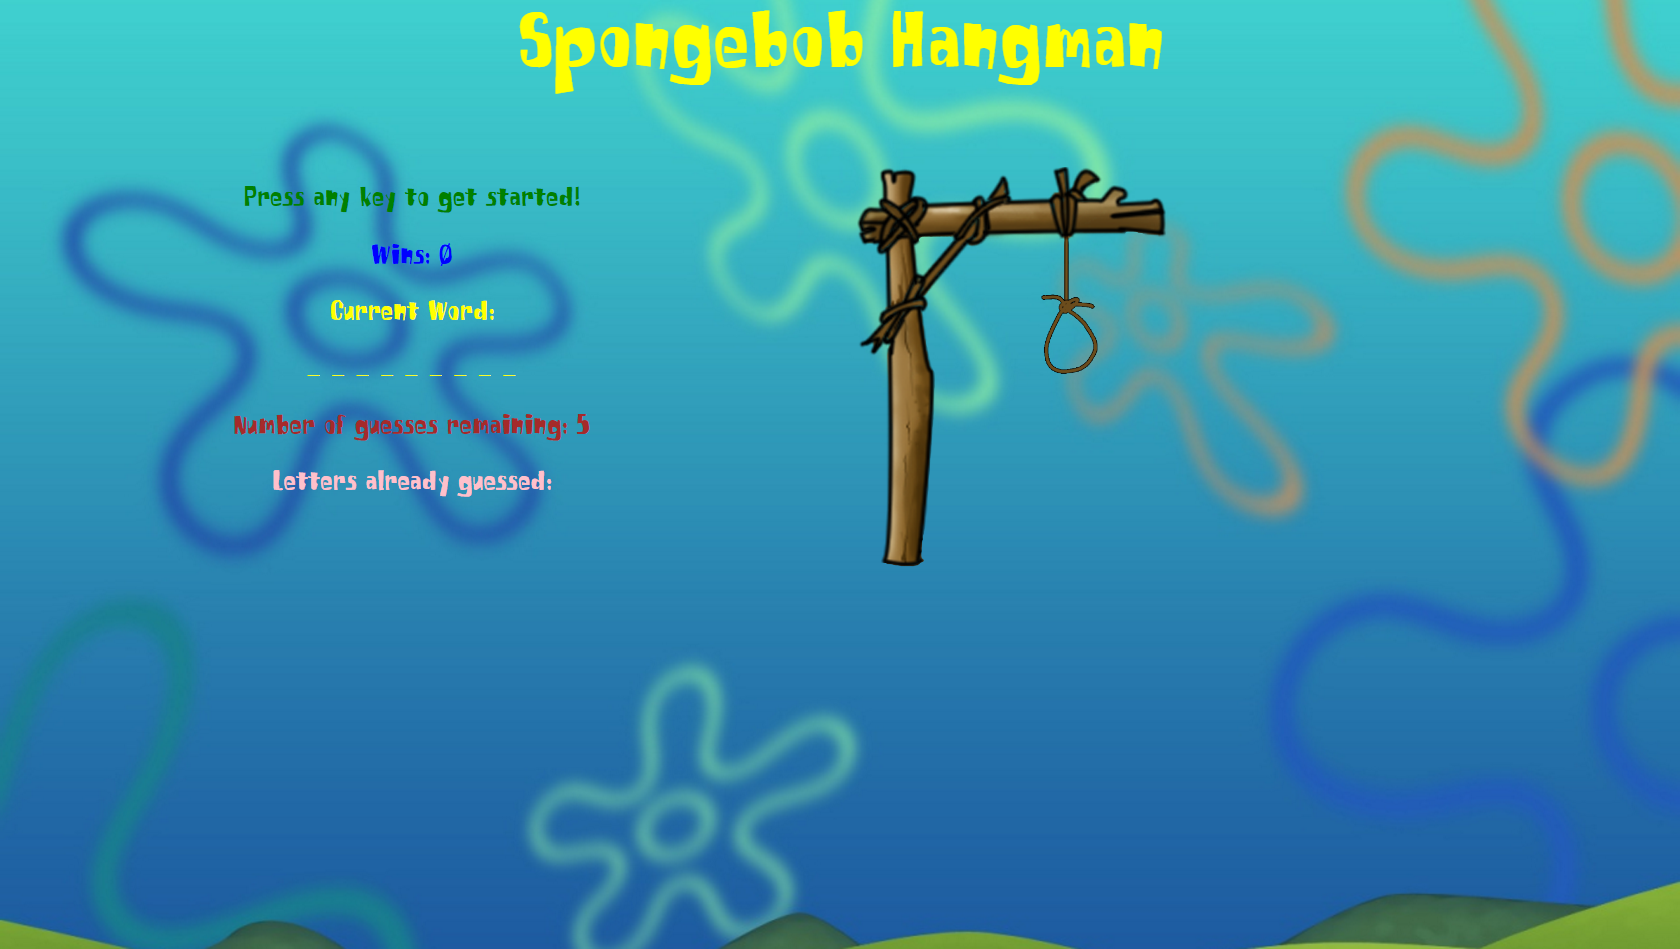 Spongebob Hangman
Press any key to get started!
Wins: 0
Current Word:
_ _ _ _ _ _ _ _ _
Number of guesses remaining: 5
Letters already guessed: